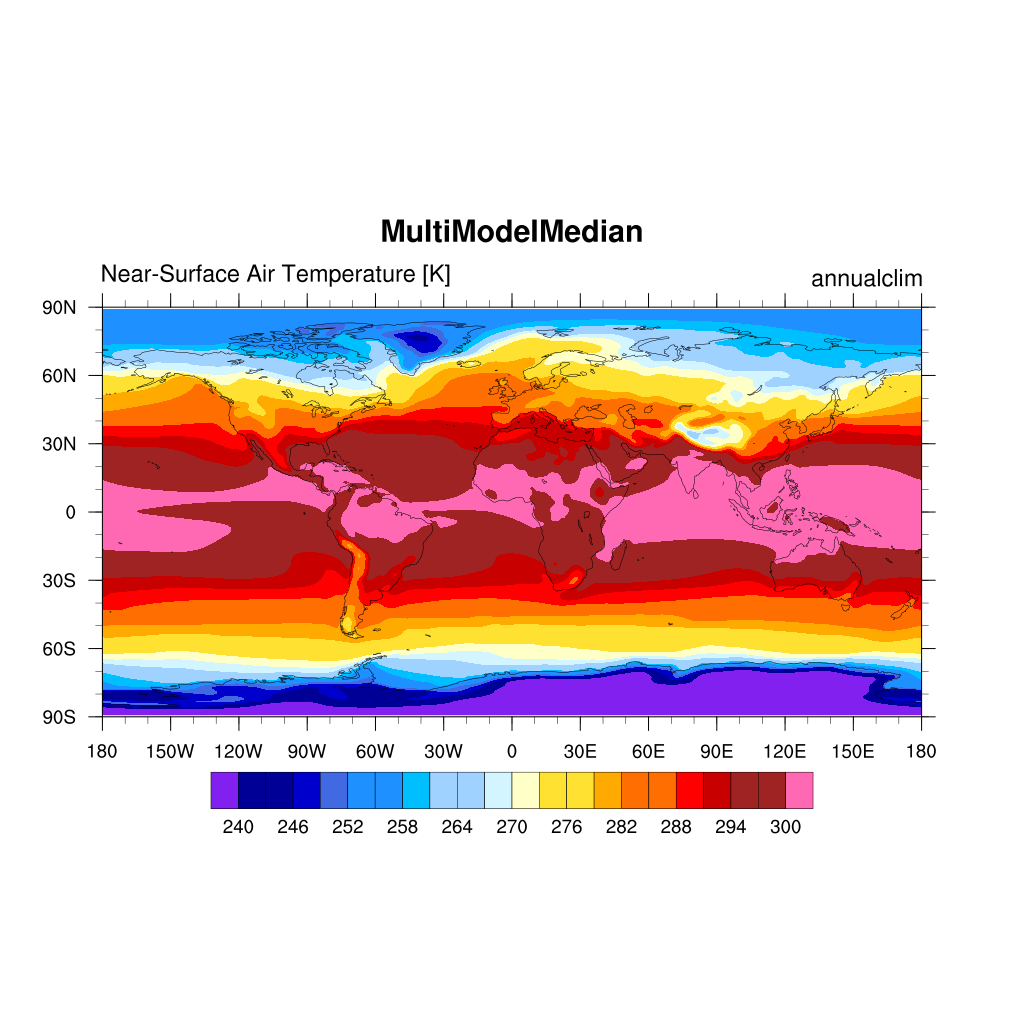 MultiModelMedian
Near-Surface Air Temperature [K]
annualclim
90N
60N
30N
0
30S
60S
90S
180 150W 120W 90W 60W 30W 0 30E 60E 90E 120E 150E 180
240 246 252 258 264 270 276 282 288 294 300